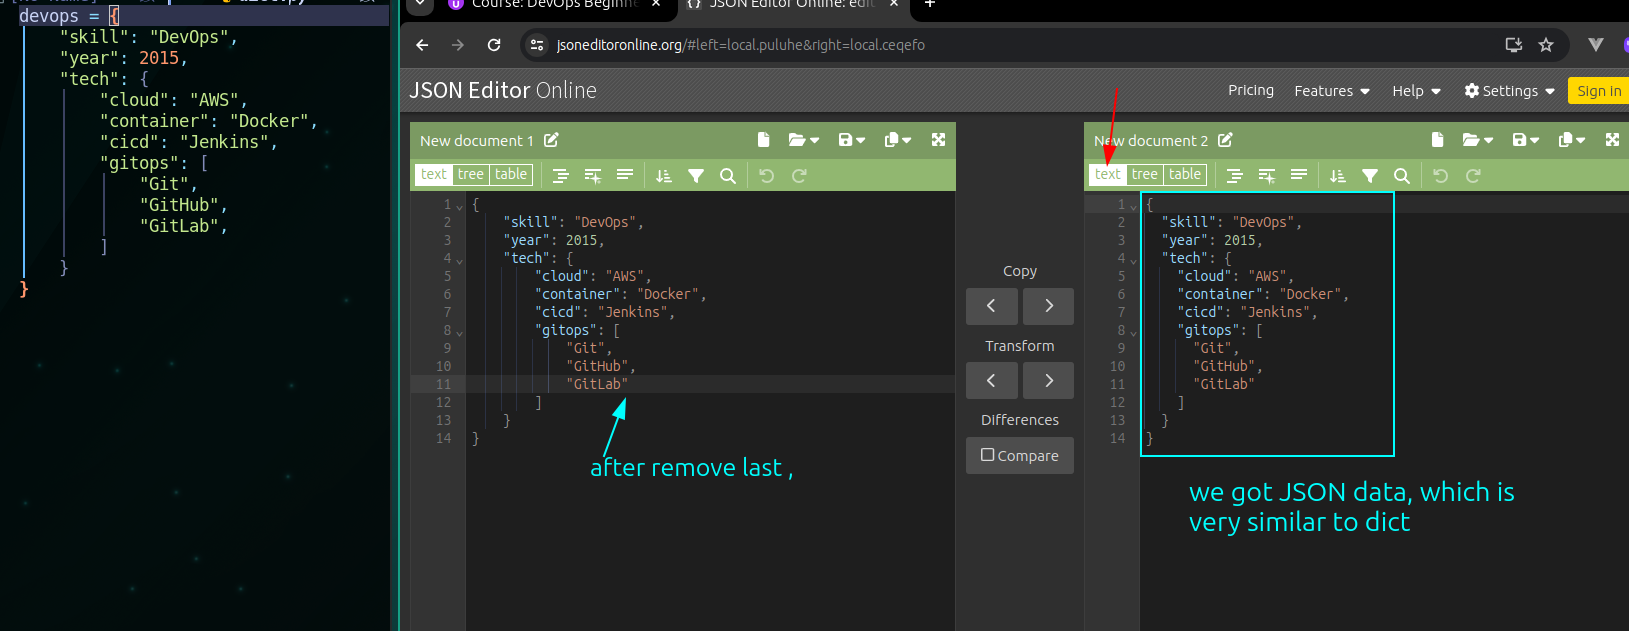 devops = {
"skill": "DevOps",
"year": 2015,
"tech": {
"cloud": "AWS",
"container": "Docker",
"cicd": "Jenkins",
"gitops": [
"Git",
"GitHub",
"GitLab",
]
}
}
Course: DevOps Beginne
JSON Editor Online: edit
jsoneditoronline.org/#left=local.puluhe&right=local.ceqefo
JSON Editor Online
Pricing Features Help Settings Sign in
New document 1
text tree table
1 {
2 "skill": "DevOps",
3 "year": 2015,
4 "tech": {
5 "cloud": "AWS",
6 "container": "Docker",
7 "cicd": "Jenkins",
8 "gitops": [
9 "Git",
10 "GitHub",
11 "GitLab"
12 ]
13 }
14 }
after remove last ,
Copy
Transform
Differences
Compare
New document 2
text tree table
1 {
2 "skill": "DevOps",
3 "year": 2015,
4 "tech": {
5 "cloud": "AWS",
6 "container": "Docker",
7 "cicd": "Jenkins",
8 "gitops": [
9 "Git",
10 "GitHub",
11 "GitLab"
12 ]
13 }
14 }
we got JSON data, which is
very similar to dict